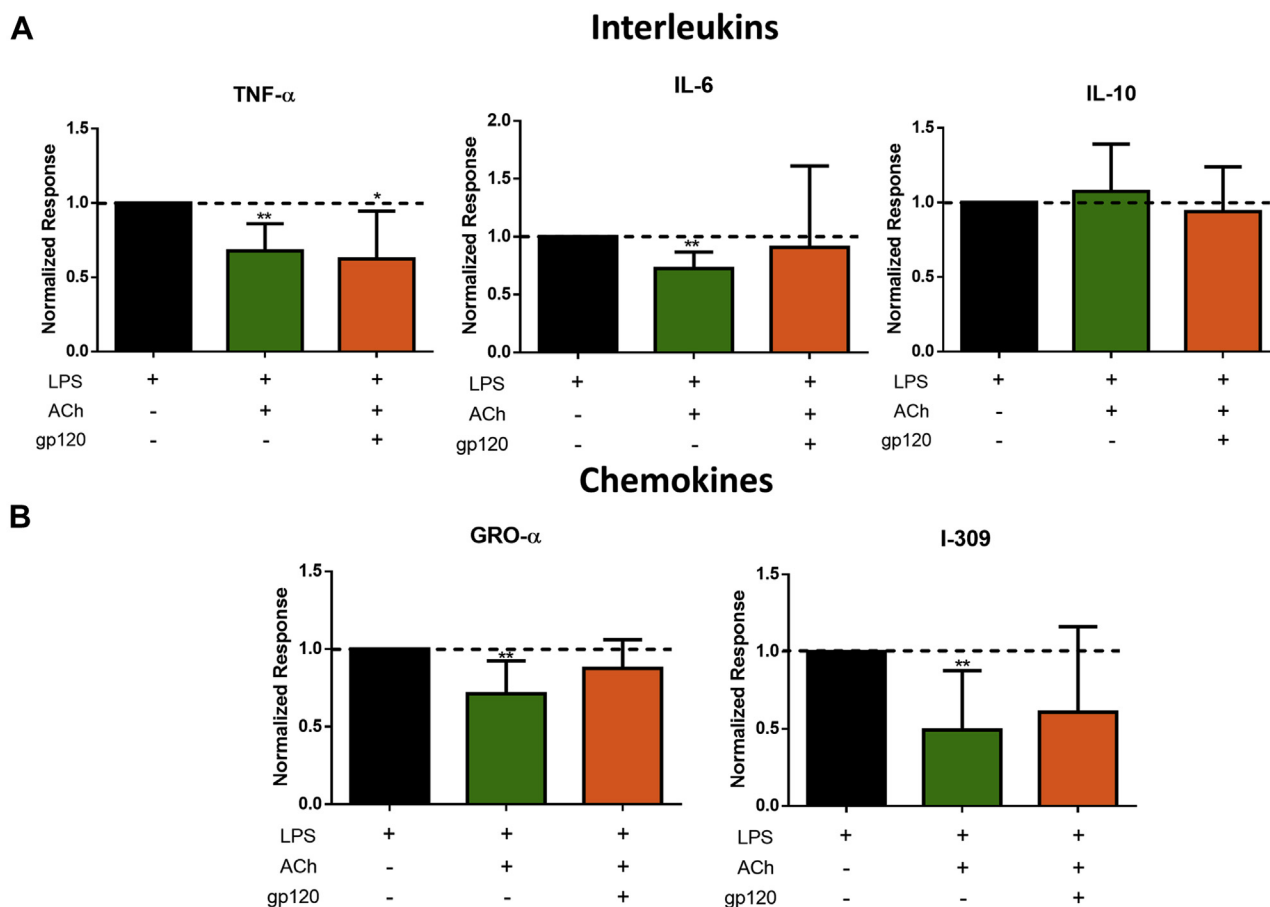 A
Interleukins
TNF-α
Normalized Response
1.5
1.0
0.5
0.0
**
*
LPS + + +
ACh - + +
gp120 - - +
IL-6
Normalized Response
2.0
1.5
1.0
0.5
0.0
**
LPS + + +
ACh - + +
gp120 - - +
IL-10
Normalized Response
1.5
1.0
0.5
0.0
LPS + + +
ACh - + +
gp120 - - +
Chemokines
B
GRO-α
Normalized Response
1.5
1.0
0.5
0.0
**
LPS + + +
ACh - + +
gp120 - - +
I-309
Normalized Response
1.5
1.0
0.5
0.0
**
LPS + + +
ACh - + +
gp120 - - +